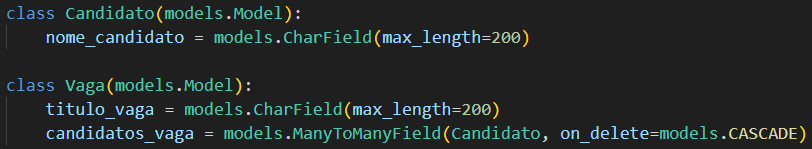 class Candidato(models.Model):
    nome_candidato = models.CharField(max_length=200)
class Vaga(models.Model):
    titulo_vaga = models.CharField(max_length=200)
    candidatos_vaga = models.ManyToManyField(Candidato, on_delete=models.CASCADE)